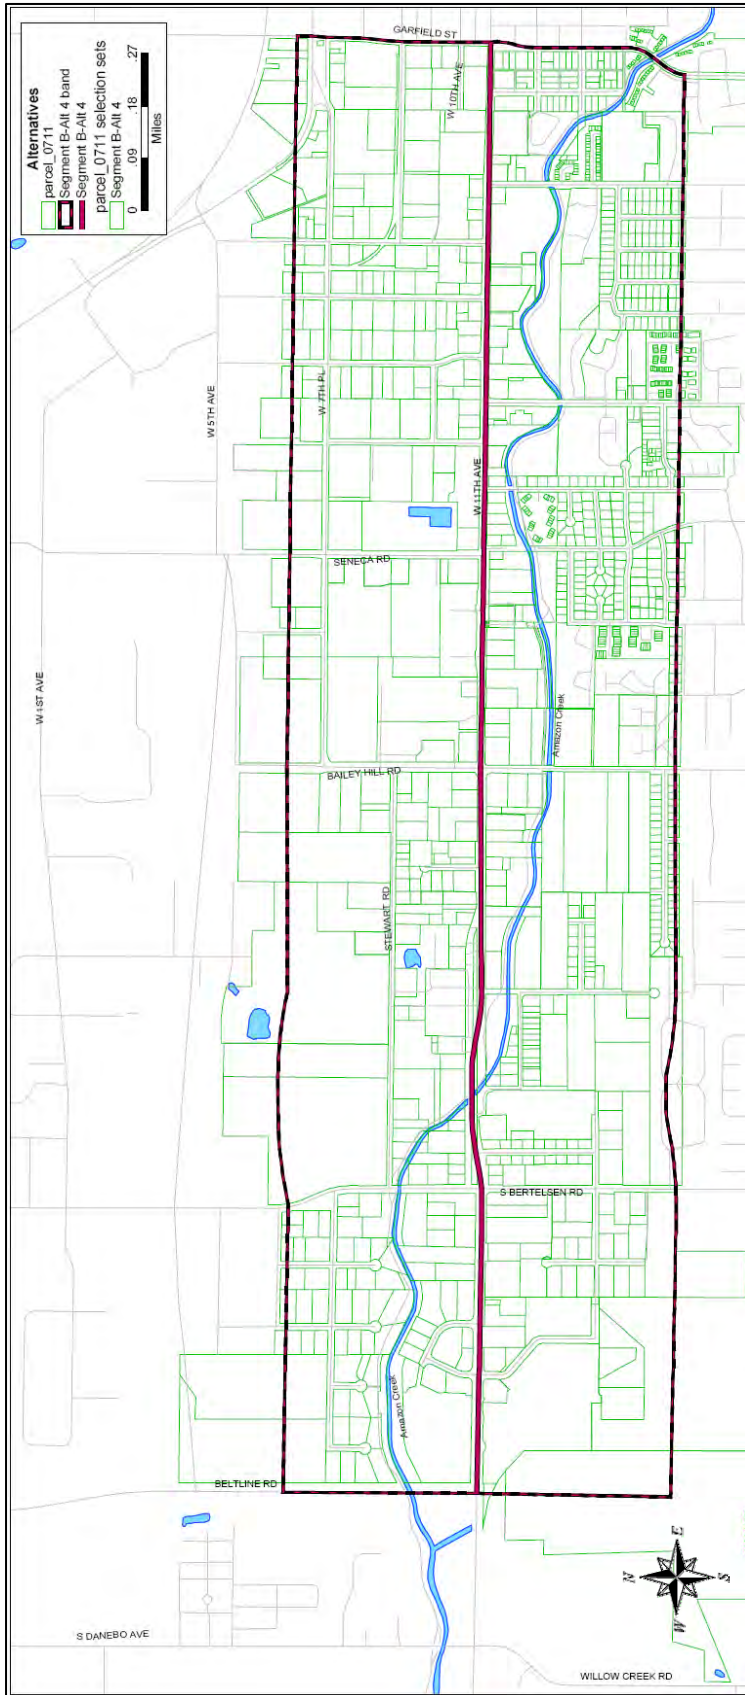 Alternatives
parcel_0711
Segment B-Alt 4 band
Segment B-Alt 4
parcel_0711 selection sets
Segment B-Alt 4
0 .09 .18 .27
Miles
GARFIELD ST
W 10TH AVE
W 5TH AVE
W 7TH PL
W 11TH AVE
SENECA RD
W 1ST AVE
Amazon Creek
BAILEY HILL RD
STEWART RD
S BERTELSEN RD
Amazon Creek
BELTLINE RD
N
E
S
W
S DANEBO AVE
WILLOW CREEK RD